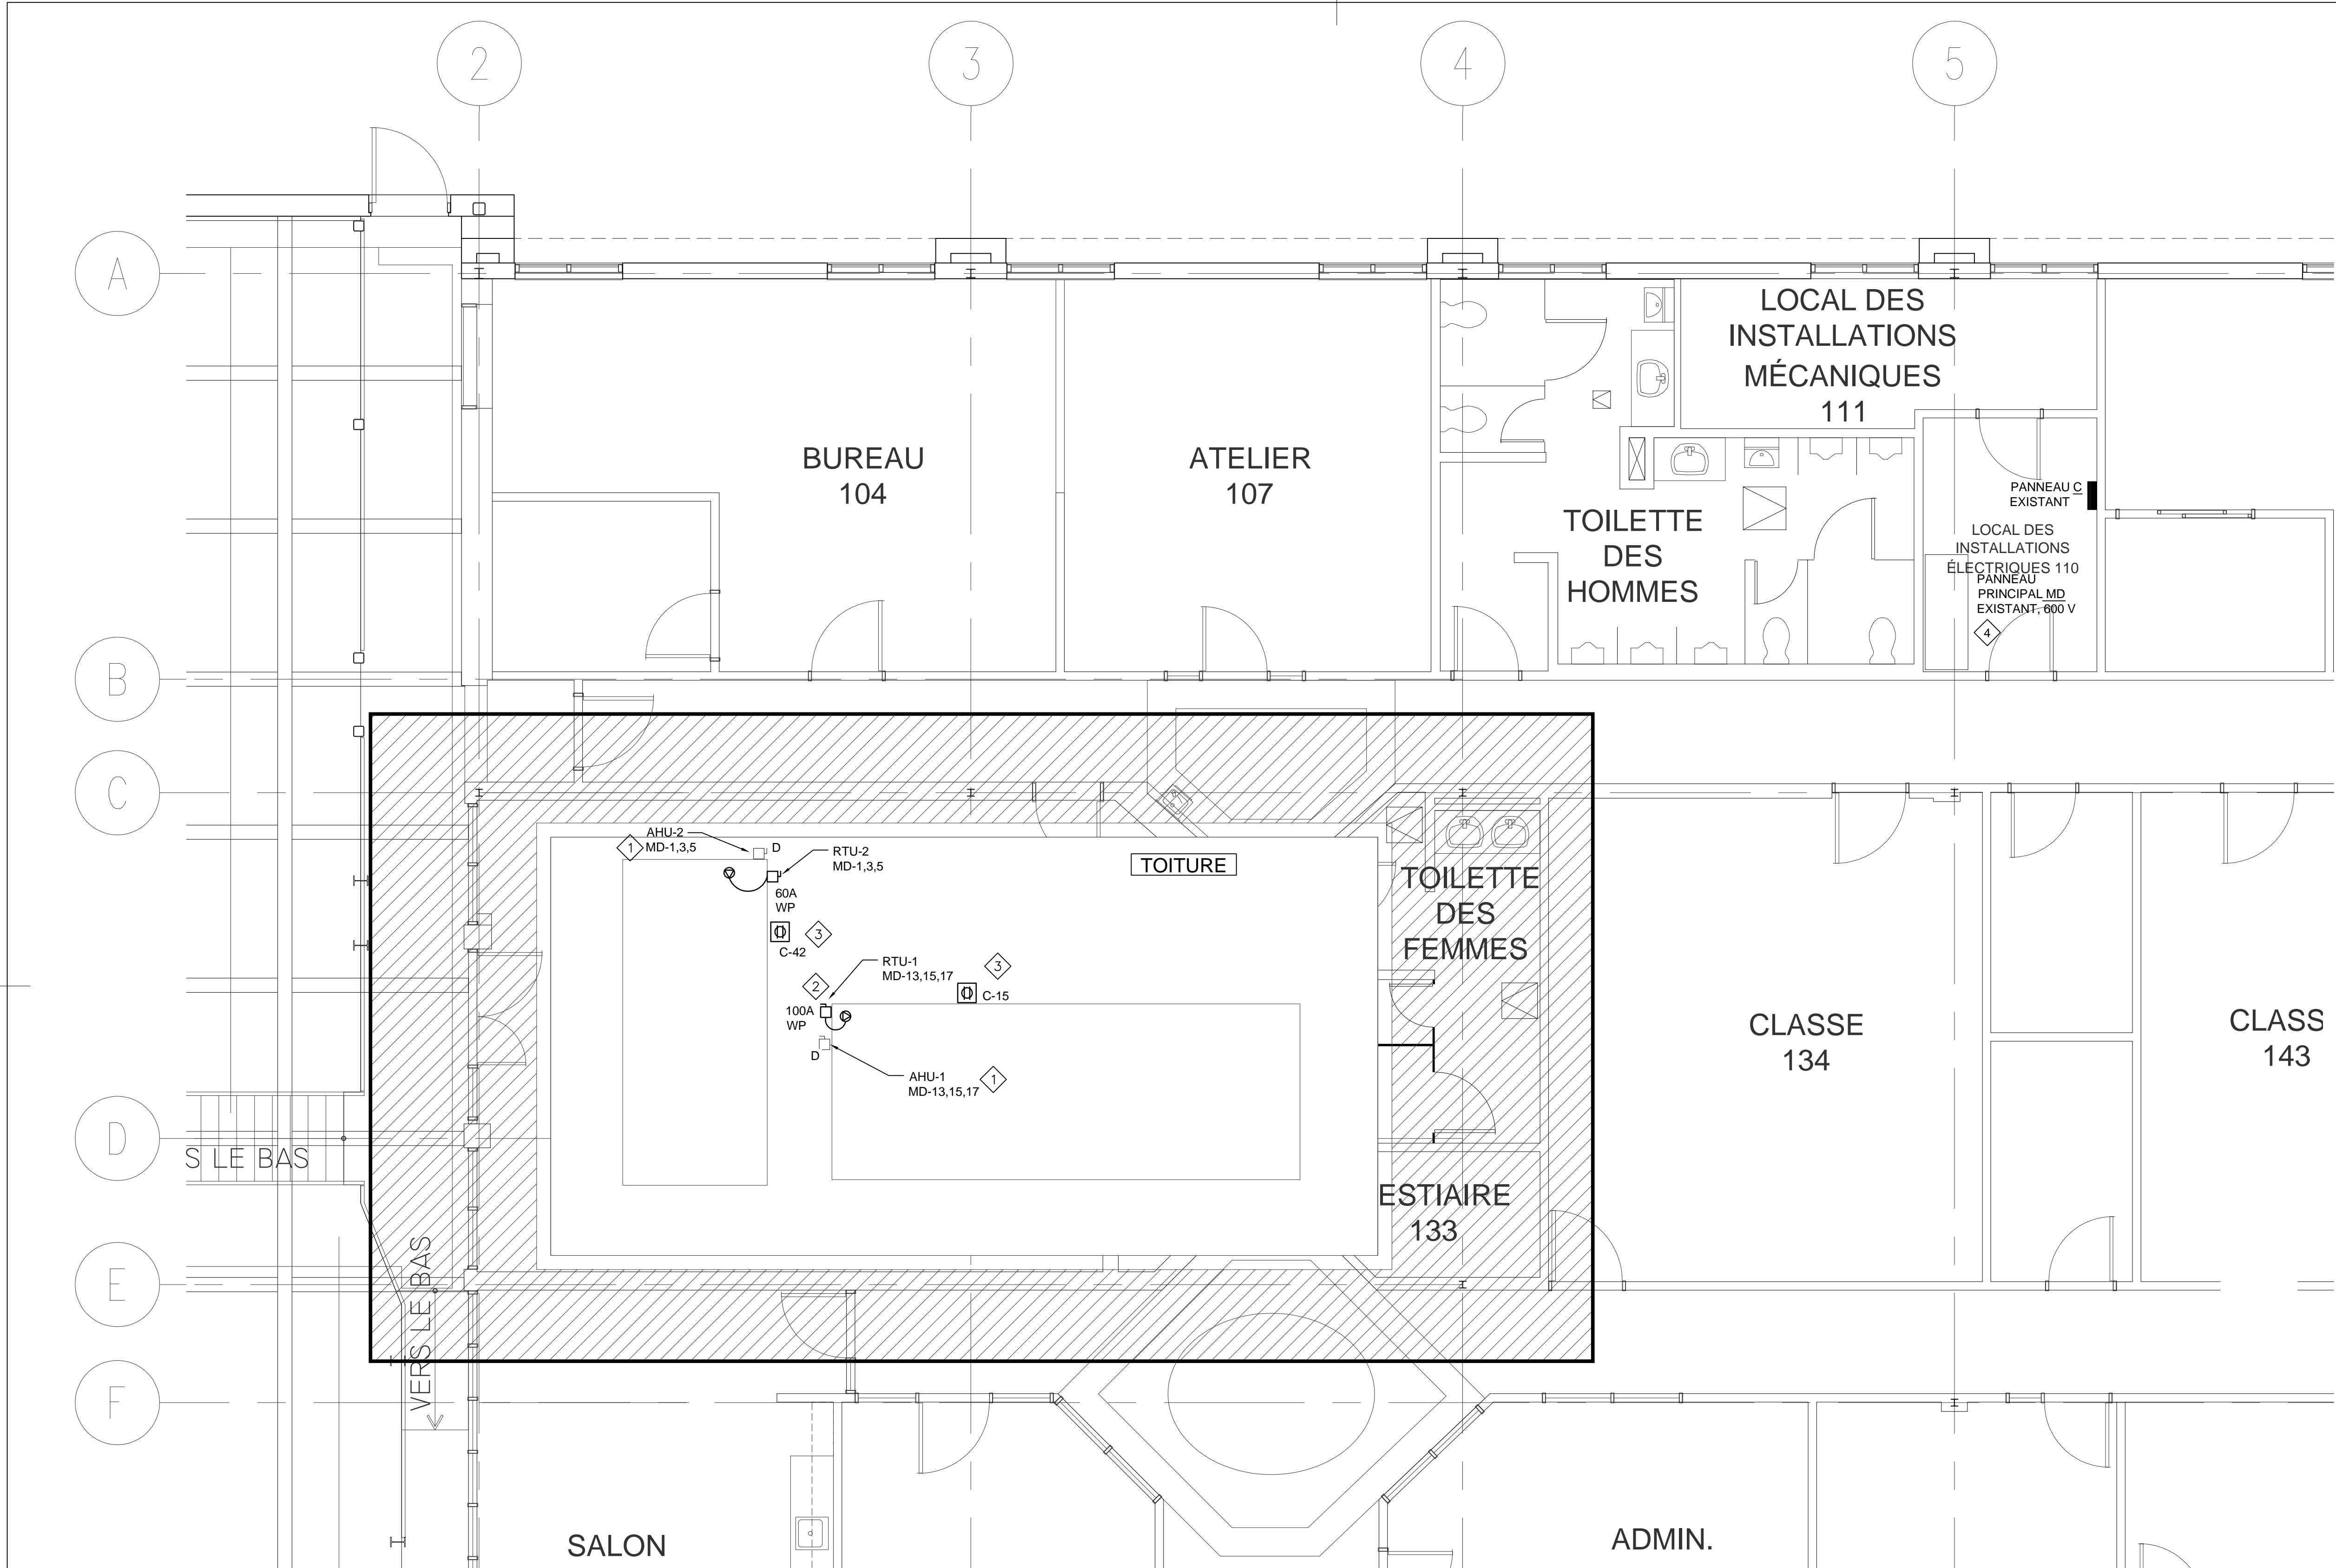 2
3
4
5
A
B
C
D
E
F
LOCAL DES
INSTALLATIONS
MÉCANIQUES
111
BUREAU
104
ATELIER
107
TOILETTE
DES
HOMMES
PANNEAU C
EXISTANT
LOCAL DES
INSTALLATIONS
ÉLECTRIQUES 110
PANNEAU
PRINCIPAL MD
EXISTANT, 600 V
4
1
AHU-2
MD-1,3,5
D
RTU-2
MD-1,3,5
60A
WP
C-42
3
TOITURE
TOILETTE
DES
FEMMES
2
RTU-1
MD-13,15,17
3
C-15
100A
WP
D
AHU-1
MD-13,15,17
1
CLASSE
134
CLASS
143
S LE BAS
VERS LE BAS
ESTIAIRE
133
SALON
ADMIN.